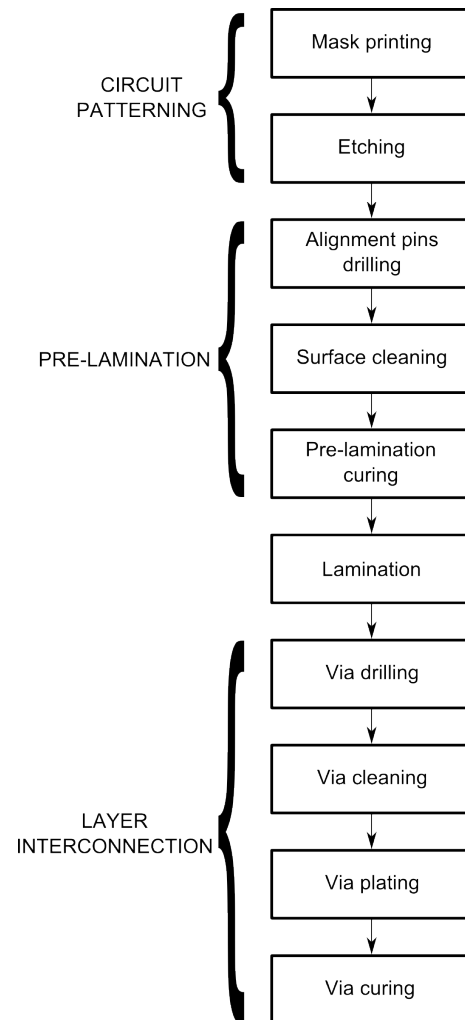 CIRCUIT
PATTERNING
Mask printing
Etching
PRE-LAMINATION
Alignment pins
drilling
Surface cleaning
Pre-lamination
curing
Lamination
LAYER
INTERCONNECTION
Via drilling
Via cleaning
Via plating
Via curing